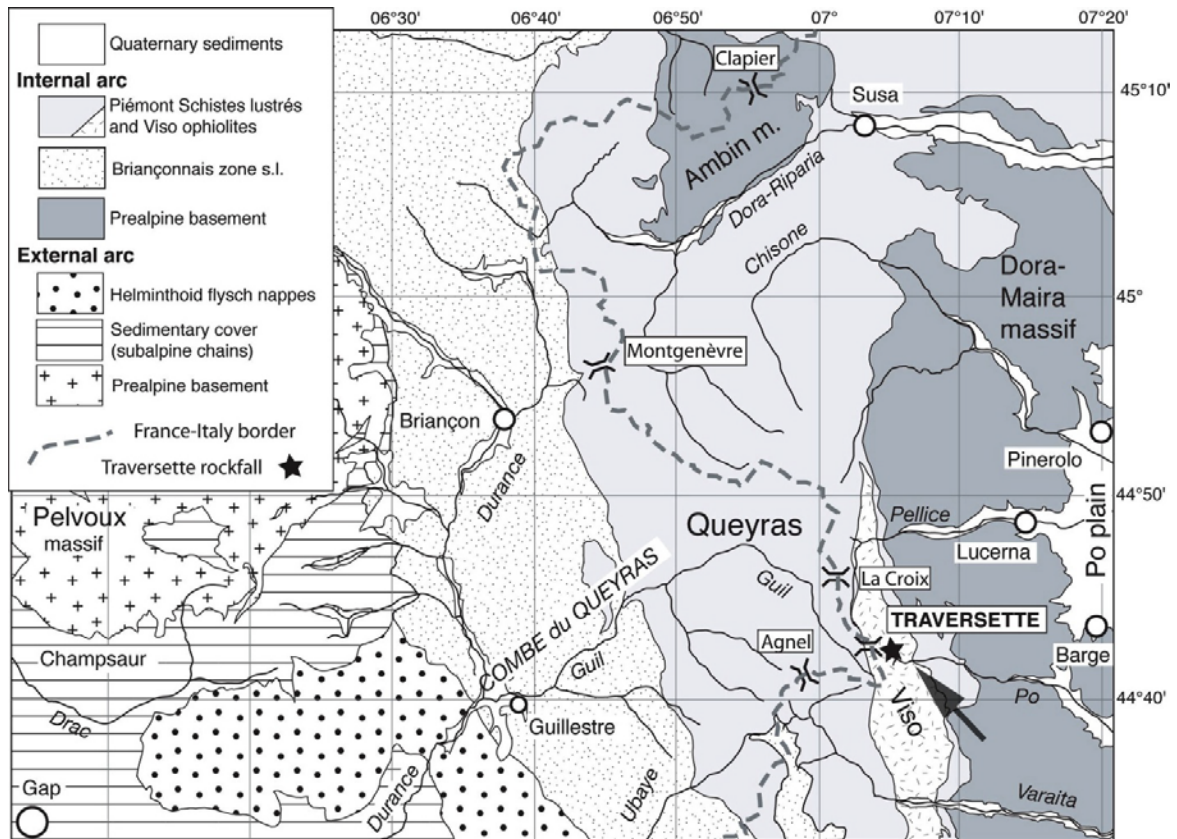 06°30' 06°40' 06°50' 07° 07°10' 07°20'
Quaternary sediments
Internal arc
Piémont Schistes lustrés
and Viso ophiolites
Briançonnais zone s.l.
Prealpine basement
External arc
Helminthoid flysch nappes
Sedimentary cover
(subalpine chains)
Prealpine basement
France-Italy border
Traversette rockfall
Clapier
45°10'
Susa
Ambin m.
Dora-Riparia
Chisone
Dora-
Maira
massif
45°
Montgenèvre
Briançon
Durance
Pinerolo
44°50'
Pelvoux
massif
Queyras
Pellice
Lucerna
Po plain
Guil
La Croix
COMBE du QUEYRAS
TRAVERSETTE
Champsaur
Guil
Agnel
Barge
Drac
Guillestre
Viso
Po
44°40'
Gap
Durance
Ubaye
Varaita